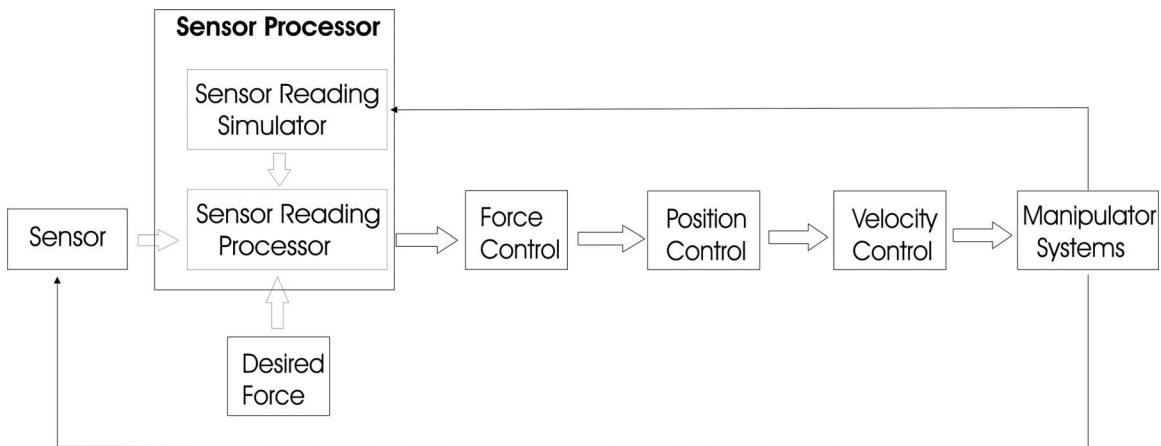 Sensor Processor
Sensor Reading
Simulator
Sensor
Sensor Reading
Processor
Force
Control
Position
Control
Velocity
Control
Manipulator
Systems
Desired
Force